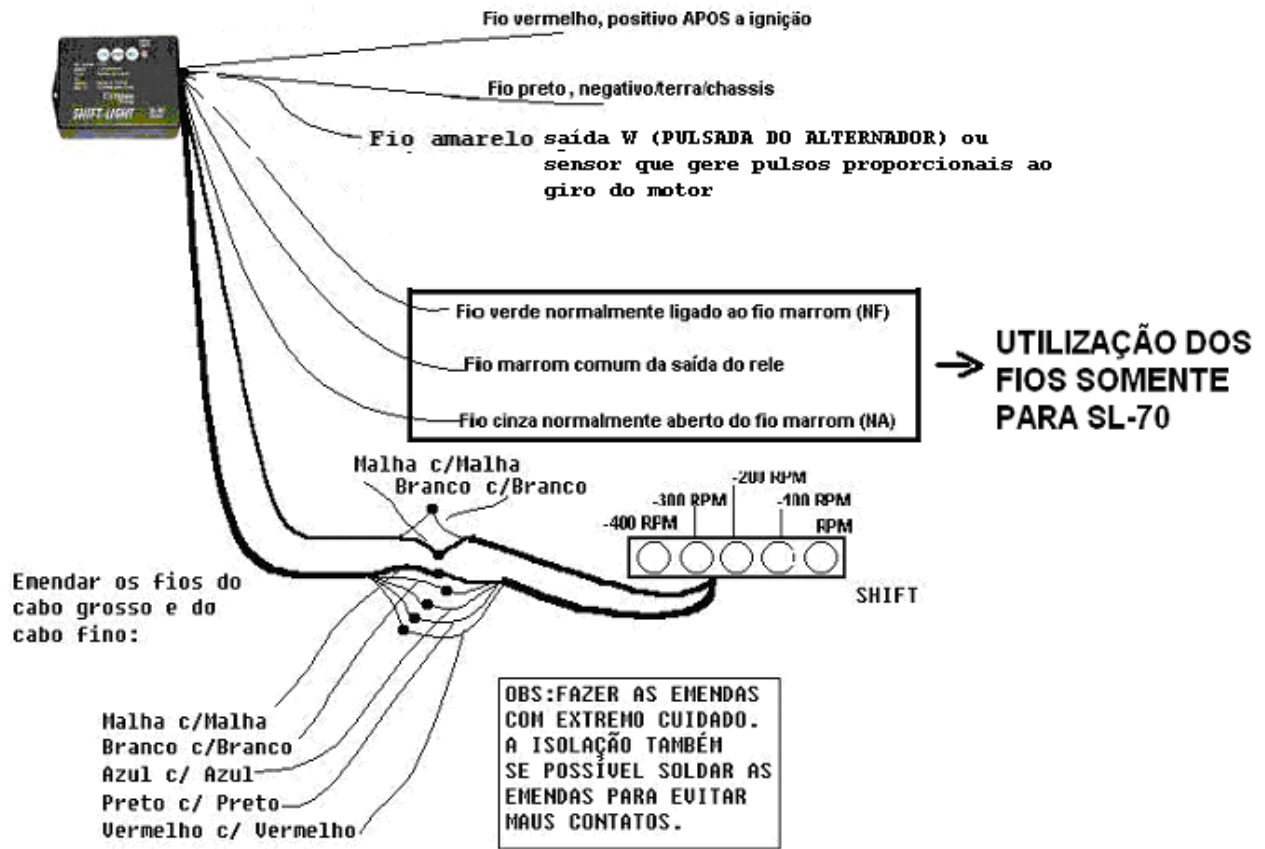 Fio vermelho, positivo APOS a ignição
Fio preto , negativo/terra/chassis
SHIFT-LIGHT
Fio amarelo saída W (PULSADA DO ALTERNADOR) ou
sensor que gere pulsos proporcionais ao
giro do motor
Fio verde normalmente ligado ao fio marrom (NF)
Fio marrom comum da saída do rele
Fio cinza normalmente aberto do fio marrom (NA)
UTILIZAÇÃO DOS
FIOS SOMENTE
PARA SL-70
Malha c/Malha
Branco c/Branco
-400 RPM
-300 RPM
-200 RPM
-100 RPM
RPM
SHIFT
Emendar os fios do
cabo grosso e do
cabo fino:
Malha c/Malha
Branco c/Branco
Azul c/ Azul
Preto c/ Preto
Vermelho c/ Vermelho
OBS:FAZER AS EMENDAS
COM EXTREMO CUIDADO.
A ISOLAÇÃO TAMBÉM
SE POSSÍVEL SOLDAR AS
EMENDAS PARA EVITAR
MAUS CONTATOS.